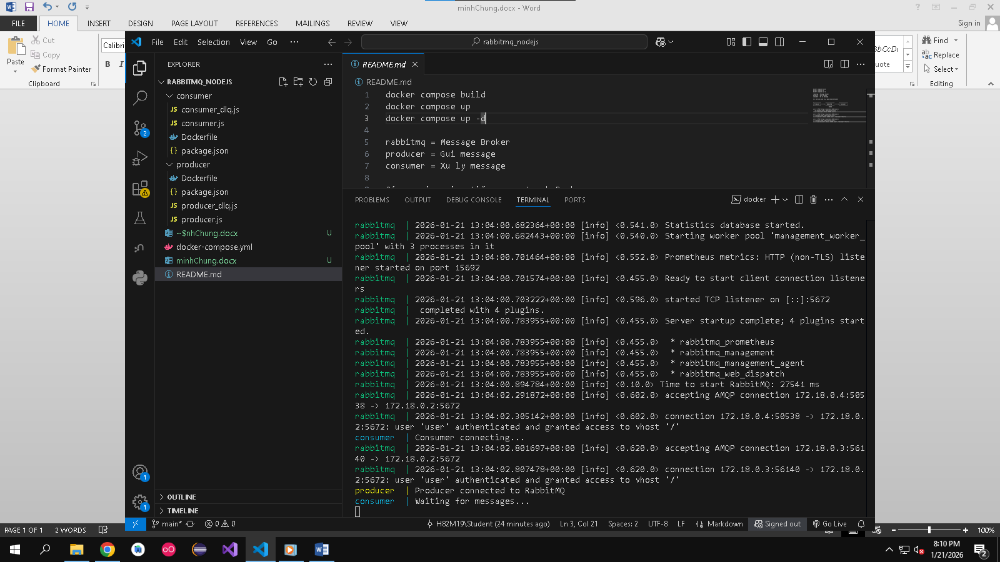 minhChung.docx - Word
FILE
HOME
INSERT
DESIGN
PAGE LAYOUT
REFERENCES
MAILINGS
REVIEW
VIEW
Sign in
Paste
Cut
Copy
Format Painter
Clipboard
Calibri
B I
Find
Replace
Select
Editing
File Edit Selection View Go ...
rabbitmq_nodejs
EXPLORER
RABBITMQ_NODEJS
consumer
consumer_dlq.js
consumer.js
Dockerfile
package.json
producer
Dockerfile
package.json
producer_dlq.js
producer.js
~$nhChung.docx U
docker-compose.yml
minhChung.docx U
README.md
OUTLINE
TIMELINE
README.md
README.md
1 docker compose build
2 docker compose up
3 docker compose up -d
4
5 rabbitmq = Message Broker
6 producer = Gui message
7 consumer = Xu ly message
8
PROBLEMS OUTPUT DEBUG CONSOLE TERMINAL PORTS
docker
rabbitmq | 2026-01-21 13:04:00.682364+00:00 [info] <0.541.0> Statistics database started.
rabbitmq | 2026-01-21 13:04:00.682443+00:00 [info] <0.540.0> Starting worker pool 'management_worker_
pool' with 3 processes in it
rabbitmq | 2026-01-21 13:04:00.701464+00:00 [info] <0.552.0> Prometheus metrics: HTTP (non-TLS) liste
ner started on port 15692
rabbitmq | 2026-01-21 13:04:00.701574+00:00 [info] <0.455.0> Ready to start client connection listene
rs
rabbitmq | 2026-01-21 13:04:00.703222+00:00 [info] <0.596.0> started TCP listener on [::]:5672
rabbitmq | completed with 4 plugins.
rabbitmq | 2026-01-21 13:04:00.783955+00:00 [info] <0.455.0> Server startup complete; 4 plugins start
ed.
rabbitmq | 2026-01-21 13:04:00.783955+00:00 [info] <0.455.0> * rabbitmq_prometheus
rabbitmq | 2026-01-21 13:04:00.783955+00:00 [info] <0.455.0> * rabbitmq_management
rabbitmq | 2026-01-21 13:04:00.783955+00:00 [info] <0.455.0> * rabbitmq_management_agent
rabbitmq | 2026-01-21 13:04:00.783955+00:00 [info] <0.455.0> * rabbitmq_web_dispatch
rabbitmq | 2026-01-21 13:04:00.894784+00:00 [info] <0.10.0> Time to start RabbitMQ: 27541 ms
rabbitmq | 2026-01-21 13:04:02.291872+00:00 [info] <0.602.0> accepting AMQP connection 172.18.0.4:505
38 -> 172.18.0.2:5672
rabbitmq | 2026-01-21 13:04:02.305142+00:00 [info] <0.602.0> connection 172.18.0.4:50538 -> 172.18.0.
2:5672: user 'user' authenticated and granted access to vhost '/'
consumer | Consumer connecting...
rabbitmq | 2026-01-21 13:04:02.801697+00:00 [info] <0.620.0> accepting AMQP connection 172.18.0.3:561
40 -> 172.18.0.2:5672
rabbitmq | 2026-01-21 13:04:02.807478+00:00 [info] <0.620.0> connection 172.18.0.3:56140 -> 172.18.0.
2:5672: user 'user' authenticated and granted access to vhost '/'
producer | Producer connected to RabbitMQ
consumer | Waiting for messages...
main* 0 0 H82M19\Student (24 minutes ago) Ln 3, Col 21 Spaces: 2 UTF-8 LF Markdown Signed out Go Live
PAGE 1 OF 1 2 WORDS 100%
8:10 PM
1/21/2026
2